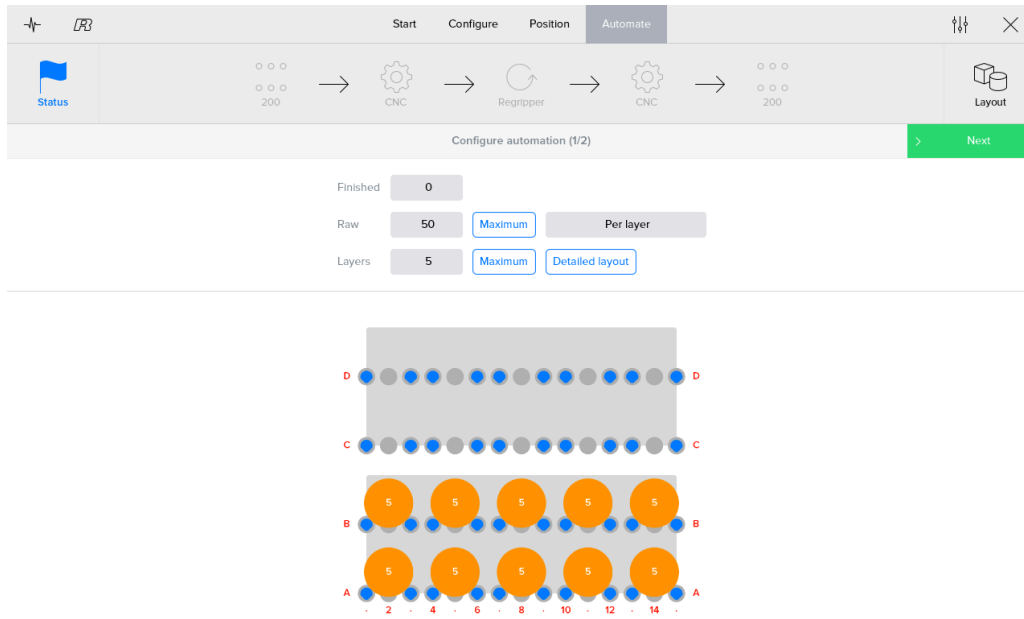 Start Configure Position Automate
Status 200 CNC Regripper CNC 200 Layout
Configure automation (1/2) Next
Finished 0
Raw 50 Maximum Per layer
Layers 5 Maximum Detailed layout
D D
C C
5 5 5 5 5
B B
5 5 5 5 5
A A
· 2 · 4 · 6 · 8 · 10 · 12 · 14 ·